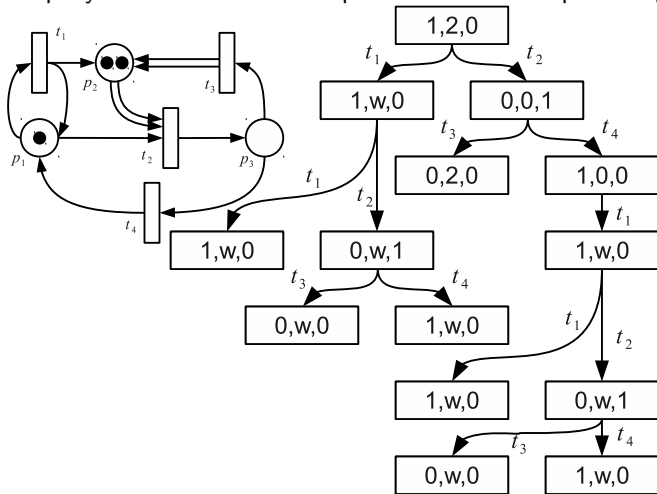 1,2,0
t1
t1 t2
p2
t3
1,w,0 0,0,1
t3 t4
t2
p1 p3
t1
0,2,0 1,0,0
t2
t4
t1
1,w,0 0,w,1 1,w,0
t3 t4
0,w,0 1,w,0
t1
t2
1,w,0 0,w,1
t3 t4
0,w,0 1,w,0